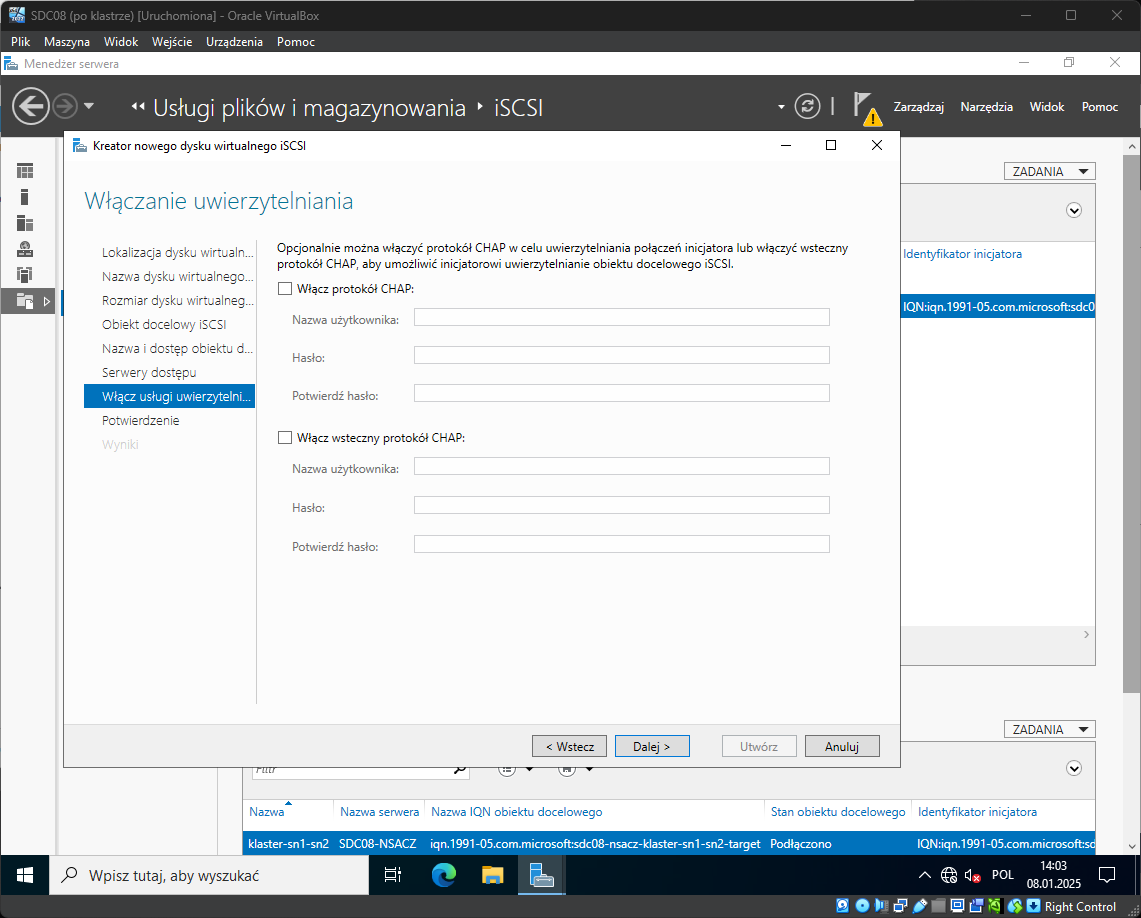 SDC08 (po klastrze) [Uruchomiona] - Oracle VirtualBox
Plik Maszyna Widok Wejście Urządzenia Pomoc
Menedżer serwera
Usługi plików i magazynowania iSCSI
Zarządzaj Narzędzia Widok Pomoc
Kreator nowego dysku wirtualnego iSCSI
Włączanie uwierzytelniania
ZADANIA
Lokalizacja dysku wirtualn...
Nazwa dysku wirtualnego...
Rozmiar dysku wirtualneg...
Obiekt docelowy iSCSI
Nazwa i dostęp obiektu d...
Serwery dostępu
Włącz usługi uwierzytelni...
Potwierdzenie
Wyniki
Opcjonalnie można włączyć protokół CHAP w celu uwierzytelniania połączeń inicjatora lub włączyć wsteczny
protokół CHAP, aby umożliwić inicjatorowi uwierzytelnianie obiektu docelowego iSCSI.
Włącz protokół CHAP:
Nazwa użytkownika:
Hasło:
Potwierdź hasło:
Włącz wsteczny protokół CHAP:
Nazwa użytkownika:
Hasło:
Potwierdź hasło:
Identyfikator inicjatora
IQN:iqn.1991-05.com.microsoft:sdc0
< Wstecz Dalej > Utwórz Anuluj
ZADANIA
Filtr
Nazwa Nazwa serwera Nazwa IQN obiektu docelowego Stan obiektu docelowego Identyfikator inicjatora
klaster-sn1-sn2 SDC08-NSACZ iqn.1991-05.com.microsoft:sdc08-nsacz-klaster-sn1-sn2-target Podłączono IQN:iqn.1991-05.com.microsoft:sd
Wpisz tutaj, aby wyszukać
POL
14:03
08.01.2025
Right Control